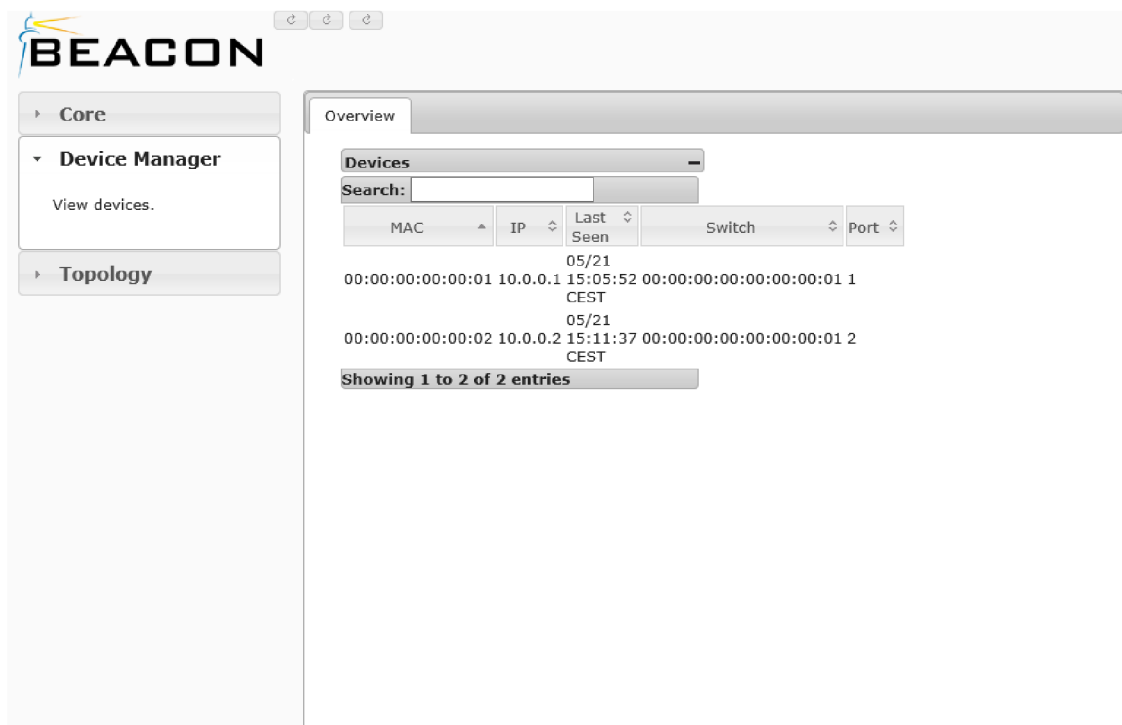 BEACON
Core
Device Manager
View devices.
Topology
Overview
Devices
Search:
MAC IP Last Seen Switch Port
00:00:00:00:00:01 10.0.0.1 05/21 15:05:52 CEST 00:00:00:00:00:00:00:01 1
00:00:00:00:00:02 10.0.0.2 05/21 15:11:37 CEST 00:00:00:00:00:00:00:01 2
Showing 1 to 2 of 2 entries